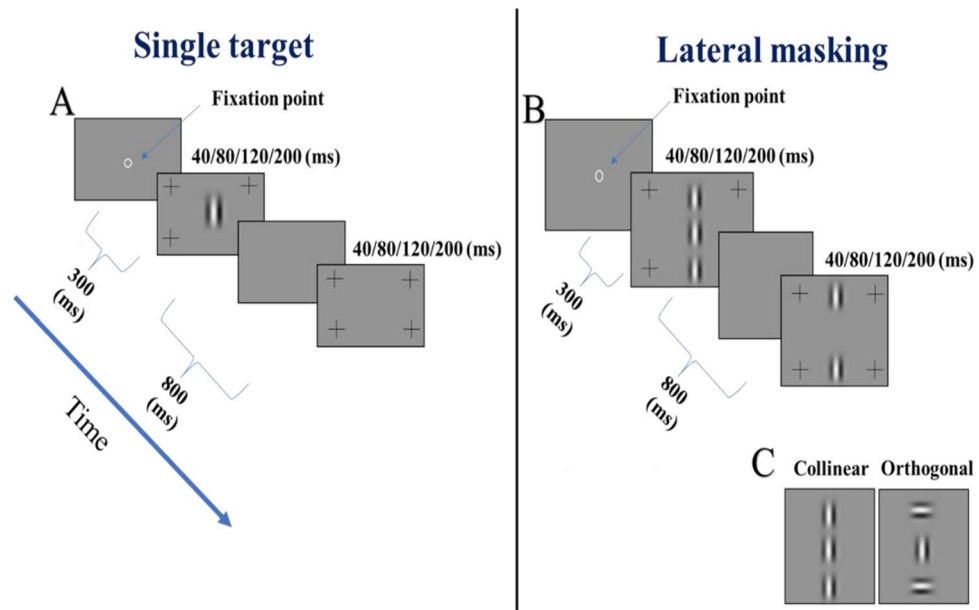 Single target
A
Fixation point
40/80/120/200 (ms)
40/80/120/200 (ms)
300
(ms)
800
(ms)
Time
Lateral masking
B
Fixation point
40/80/120/200 (ms)
40/80/120/200 (ms)
300
(ms)
800
(ms)
C
Collinear Orthogonal